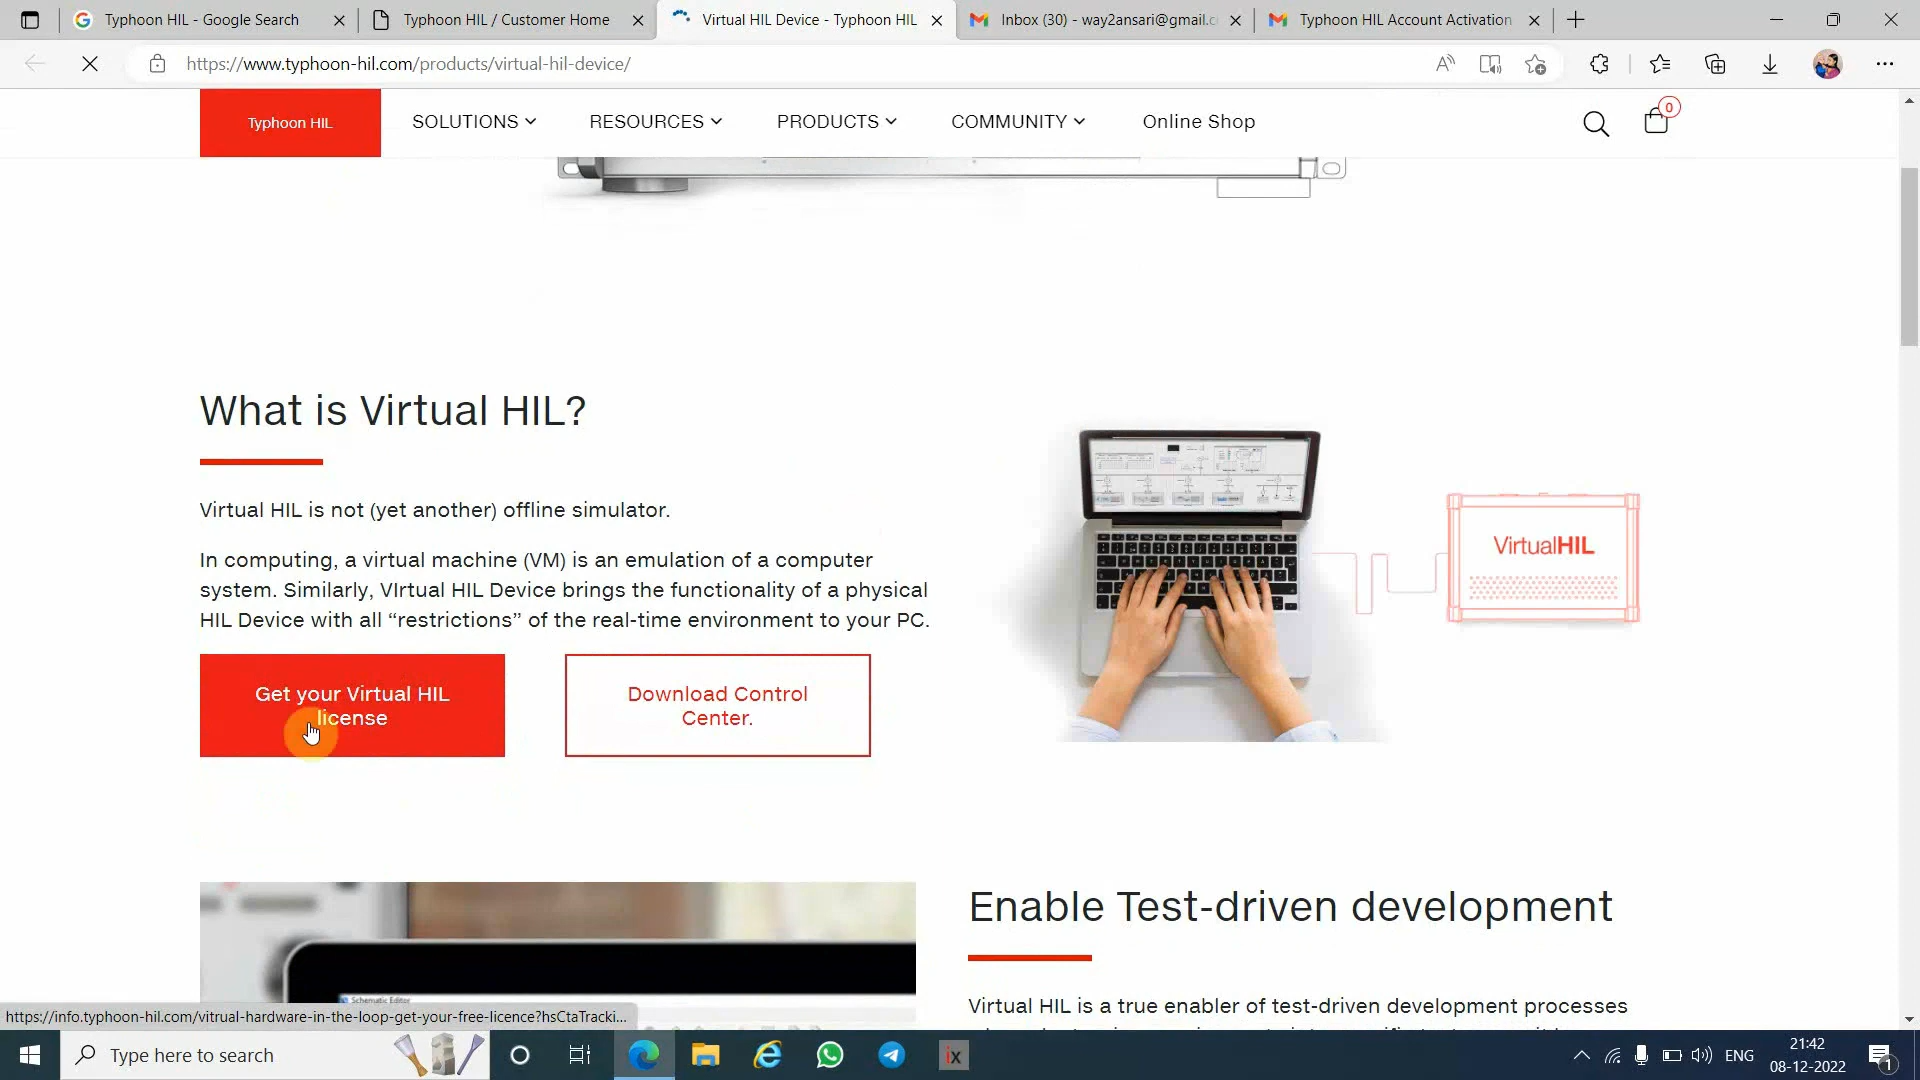 Typhoon HIL - Google Search
Typhoon HIL / Customer Home
Virtual HIL Device - Typhoon HIL
Inbox (30) - way2ansari@gmail.c
Typhoon HIL Account Activation
https://www.typhoon-hil.com/products/virtual-hil-device/
Typhoon HIL
SOLUTIONS
RESOURCES
PRODUCTS
COMMUNITY
Online Shop
0
What is Virtual HIL?
Virtual HIL is not (yet another) offline simulator.
In computing, a virtual machine (VM) is an emulation of a computer
system. Similarly, VIrtual HIL Device brings the functionality of a physical
HIL Device with all “restrictions” of the real-time environment to your PC.
Get your Virtual HIL
license
Download Control
Center.
VirtualHIL
Enable Test-driven development
Schematic Editor
Virtual HIL is a true enabler of test-driven development processes
https://info.typhoon-hil.com/vitrual-hardware-in-the-loop-get-your-free-licence?hsCtaTracki...
Type here to search
ix
ENG
21:42
08-12-2022
1